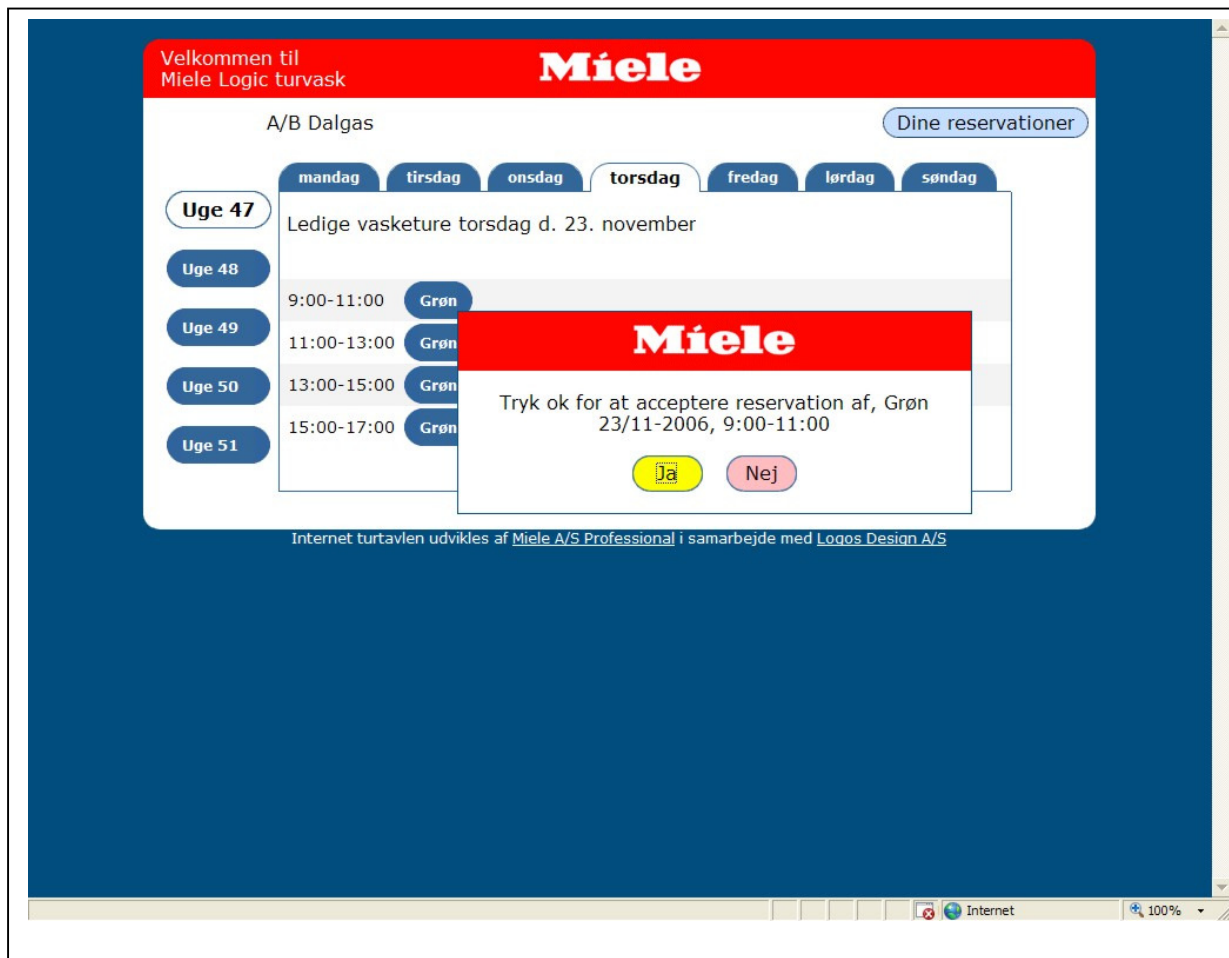 Velkommen til
Miele Logic turvask
Miele
A/B Dalgas
Dine reservationer
mandag tirsdag onsdag torsdag fredag lørdag søndag
Uge 47
Uge 48
Uge 49
Uge 50
Uge 51
Ledige vasketure torsdag d. 23. november
9:00-11:00 Grøn
11:00-13:00 Grøn
13:00-15:00 Grøn
15:00-17:00 Grøn
Miele
Tryk ok for at acceptere reservation af, Grøn
23/11-2006, 9:00-11:00
Ja Nej
Internet turtavlen udvikles af Miele A/S Professional i samarbejde med Logos Design A/S
Internet 100%